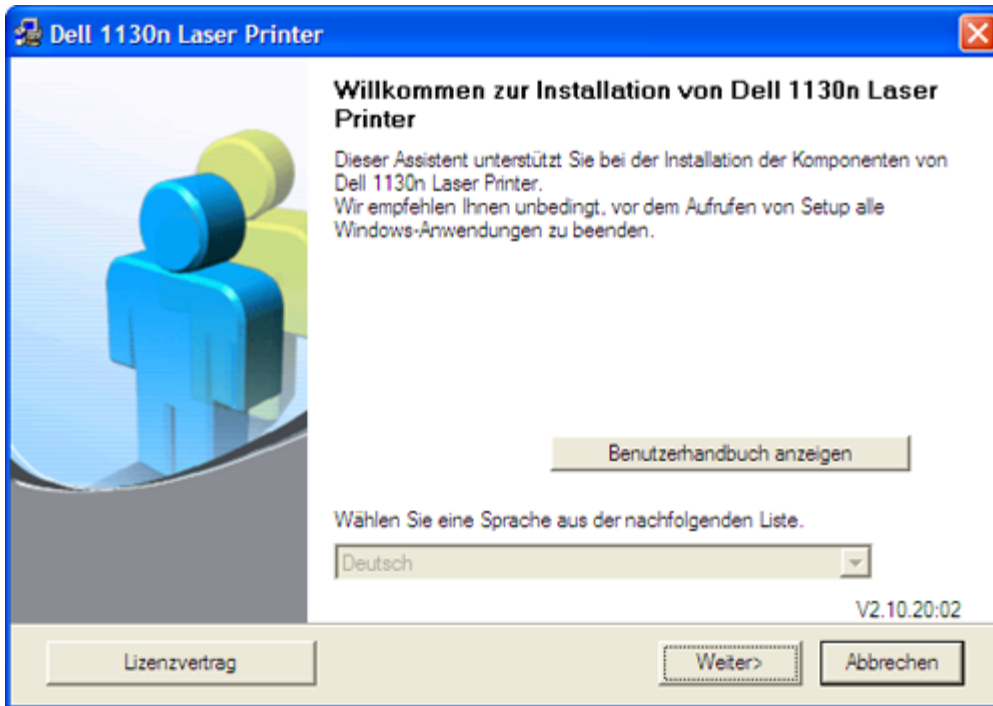 Dell 1130n Laser Printer
Willkommen zur Installation von Dell 1130n Laser
Printer
Dieser Assistent unterstützt Sie bei der Installation der Komponenten von
Dell 1130n Laser Printer.
Wir empfehlen Ihnen unbedingt, vor dem Aufrufen von Setup alle
Windows-Anwendungen zu beenden.
Benutzerhandbuch anzeigen
Wählen Sie eine Sprache aus der nachfolgenden Liste.
Deutsch
V2.10.20:02
Lizenzvertrag
Weiter>
Abbrechen